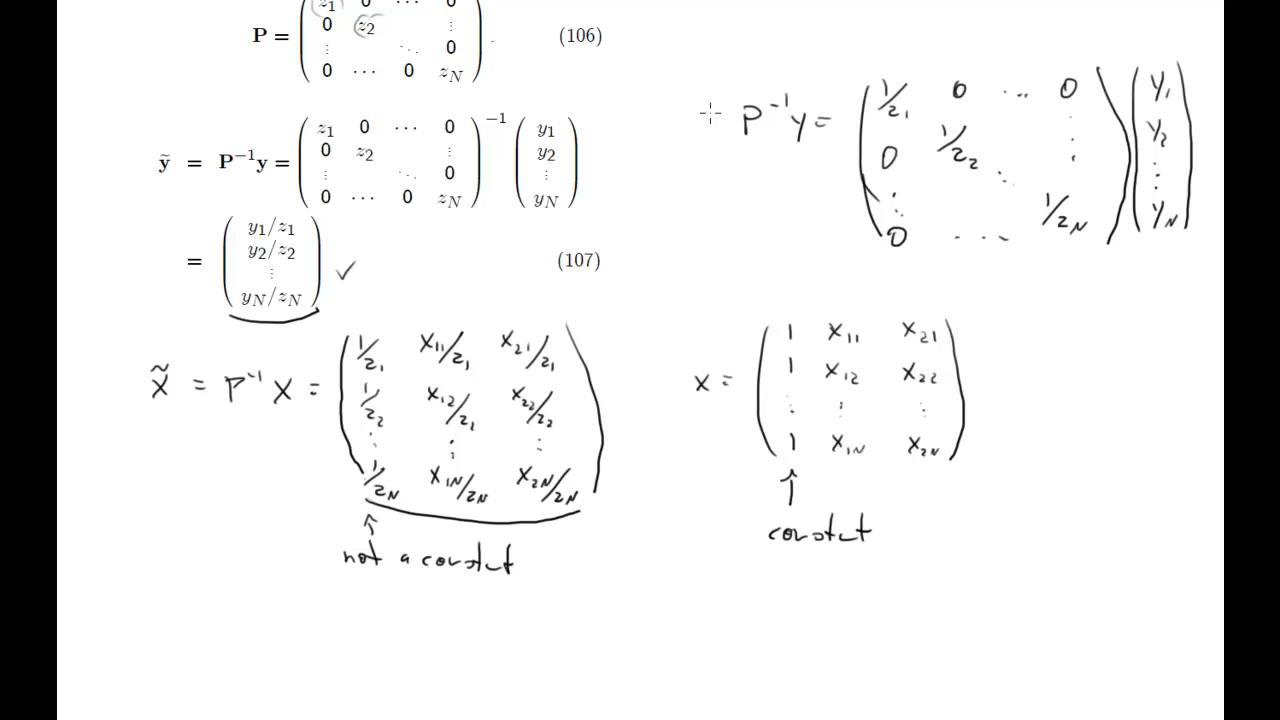 z1 0 ⋯ 0
P = ( 0 z2 ⋮ ) . (106)
⋮ ⋱ 0
0 ⋯ 0 zN
ỹ = P⁻¹y = ( z1 0 ⋯ 0 )⁻¹ ( y1 )
0 z2 ⋮ y2
⋮ ⋱ 0 ⋮
0 ⋯ 0 zN yN
= ( y1/z1 ) ✓ (107)
y2/z2
⋮
yN/zN
P⁻¹y = ( 1/z1 0 ... 0 ) ( y1 )
0 1/z2 ⋮ y2
⋮ ⋱ 1/zN ⋮
0 ... yN
X̃ = P⁻¹ X = ( 1/z1 x11/z1 x21/z1 )
1/z2 x12/z2 x22/z2
⋮ ⋮ ⋮
1/zN x1N/zN x2N/zN
↑
not a constct
X = ( 1 x11 x21 )
1 x12 x22
⋮ ⋮ ⋮
1 x1N x2N
↑
constct